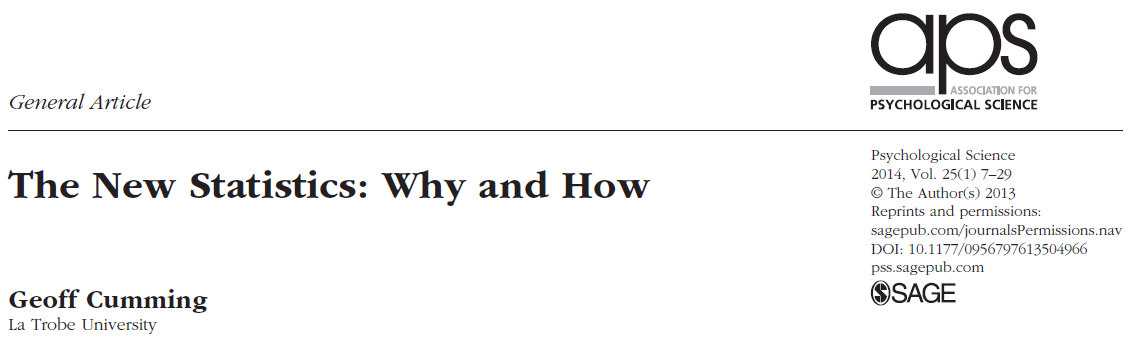 aps
ASSOCIATION FOR
PSYCHOLOGICAL SCIENCE
General Article
The New Statistics: Why and How
Psychological Science
2014, Vol. 25(1) 7–29
© The Author(s) 2013
Reprints and permissions:
sagepub.com/journalsPermissions.nav
DOI: 10.1177/0956797613504966
pss.sagepub.com
SAGE
Geoff Cumming
La Trobe University